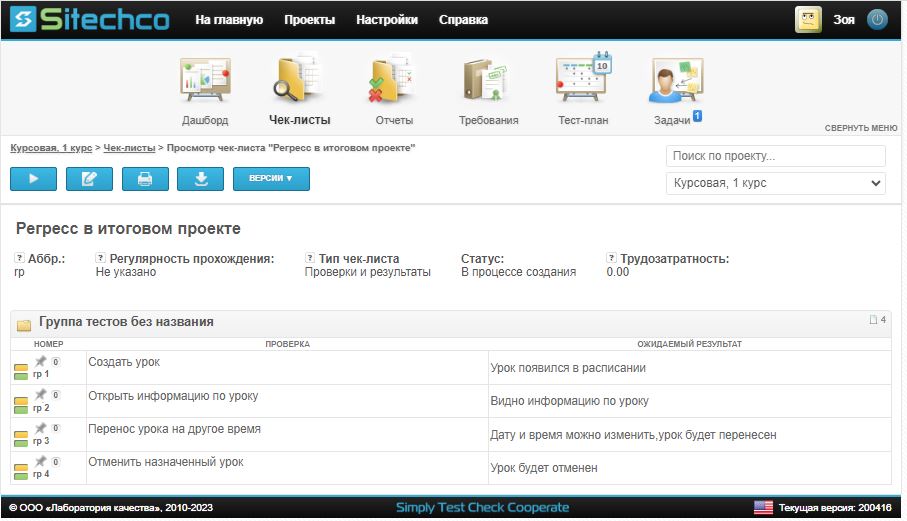 Sitechco На главную Проекты Настройки Справка Зоя
Дашборд Чек-листы Отчеты Требования Тест-план Задачи 1
10
СВЕРНУТЬ МЕНЮ
Курсовая, 1 курс > Чек-листы > Просмотр чек-листа "Регресс в итоговом проекте"
Поиск по проекту...
ВЕРСИИ ▼
Курсовая, 1 курс
Регресс в итоговом проекте
? Аббр.: ? Регулярность прохождения: ? Тип чек-листа Статус: ? Трудозатратность:
гр Не указано Проверки и результаты В процессе создания 0.00
Группа тестов без названия 4
НОМЕР ПРОВЕРКА ОЖИДАЕМЫЙ РЕЗУЛЬТАТ
0 Создать урок
гр 1 Урок появился в расписании
0 Открыть информацию по уроку
гр 2 Видно информацию по уроку
0 Перенос урока на другое время
гр 3 Дата и время можно изменить,урок будет перенесен
0 Отменить назначенный урок
гр 4 Урок будет отменен
© ООО «Лаборатория качества», 2010-2023 Simply Test Check Cooperate Текущая версия: 200416